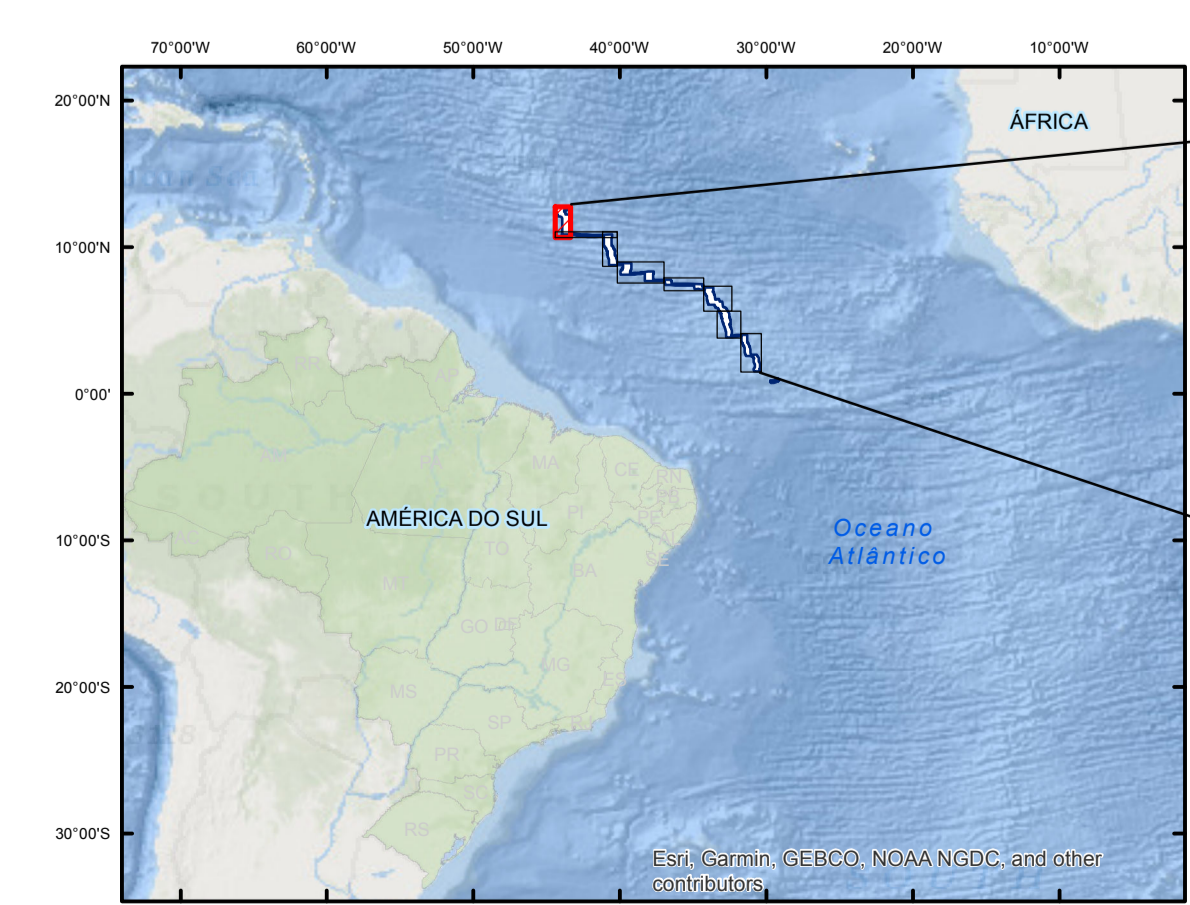 70°00'W 60°00'W 50°00'W 40°00'W 30°00'W 20°00'W 10°00'W
20°00'N
ÁFRICA
10°00'N
0°00'
MA
CE
RN
PB
PI
PE
AMÉRICA DO SUL
Oceano
Atlântico
10°00'S
AC
RO
TO
SE
BA
GO DF
MG
20°00'S
MS
ES
SP
RJ
PR
SC
30°00'S
RS
Esri, Garmin, GEBCO, NOAA NGDC, and other
contributors